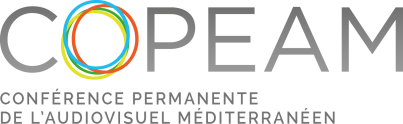 COPEAM
CONFÉRENCE PERMANENTE
DE L'AUDIOVISUEL MÉDITERRANÉEN